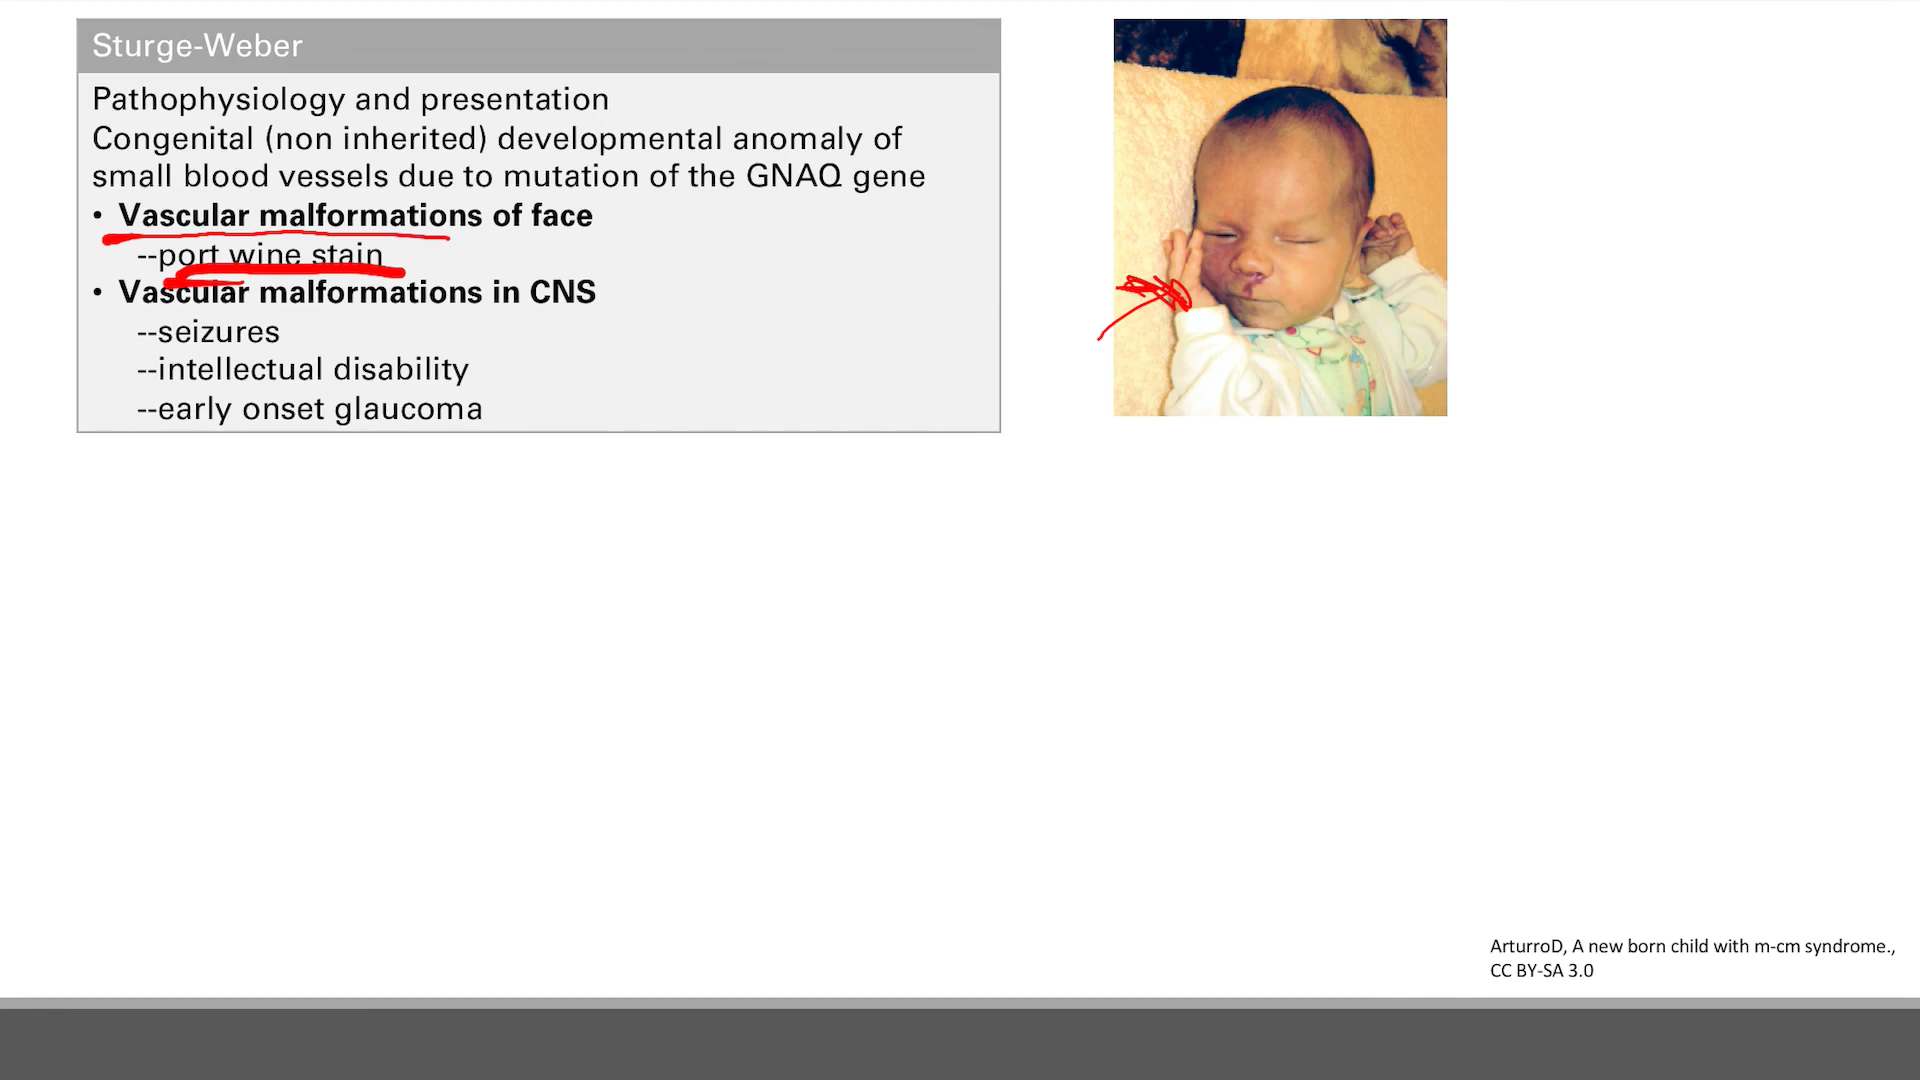 Sturge-Weber
Pathophysiology and presentation
Congenital (non inherited) developmental anomaly of
small blood vessels due to mutation of the GNAQ gene
• Vascular malformations of face
--port wine stain
• Vascular malformations in CNS
--seizures
--intellectual disability
--early onset glaucoma
ArturroD, A new born child with m-cm syndrome.,
CC BY-SA 3.0